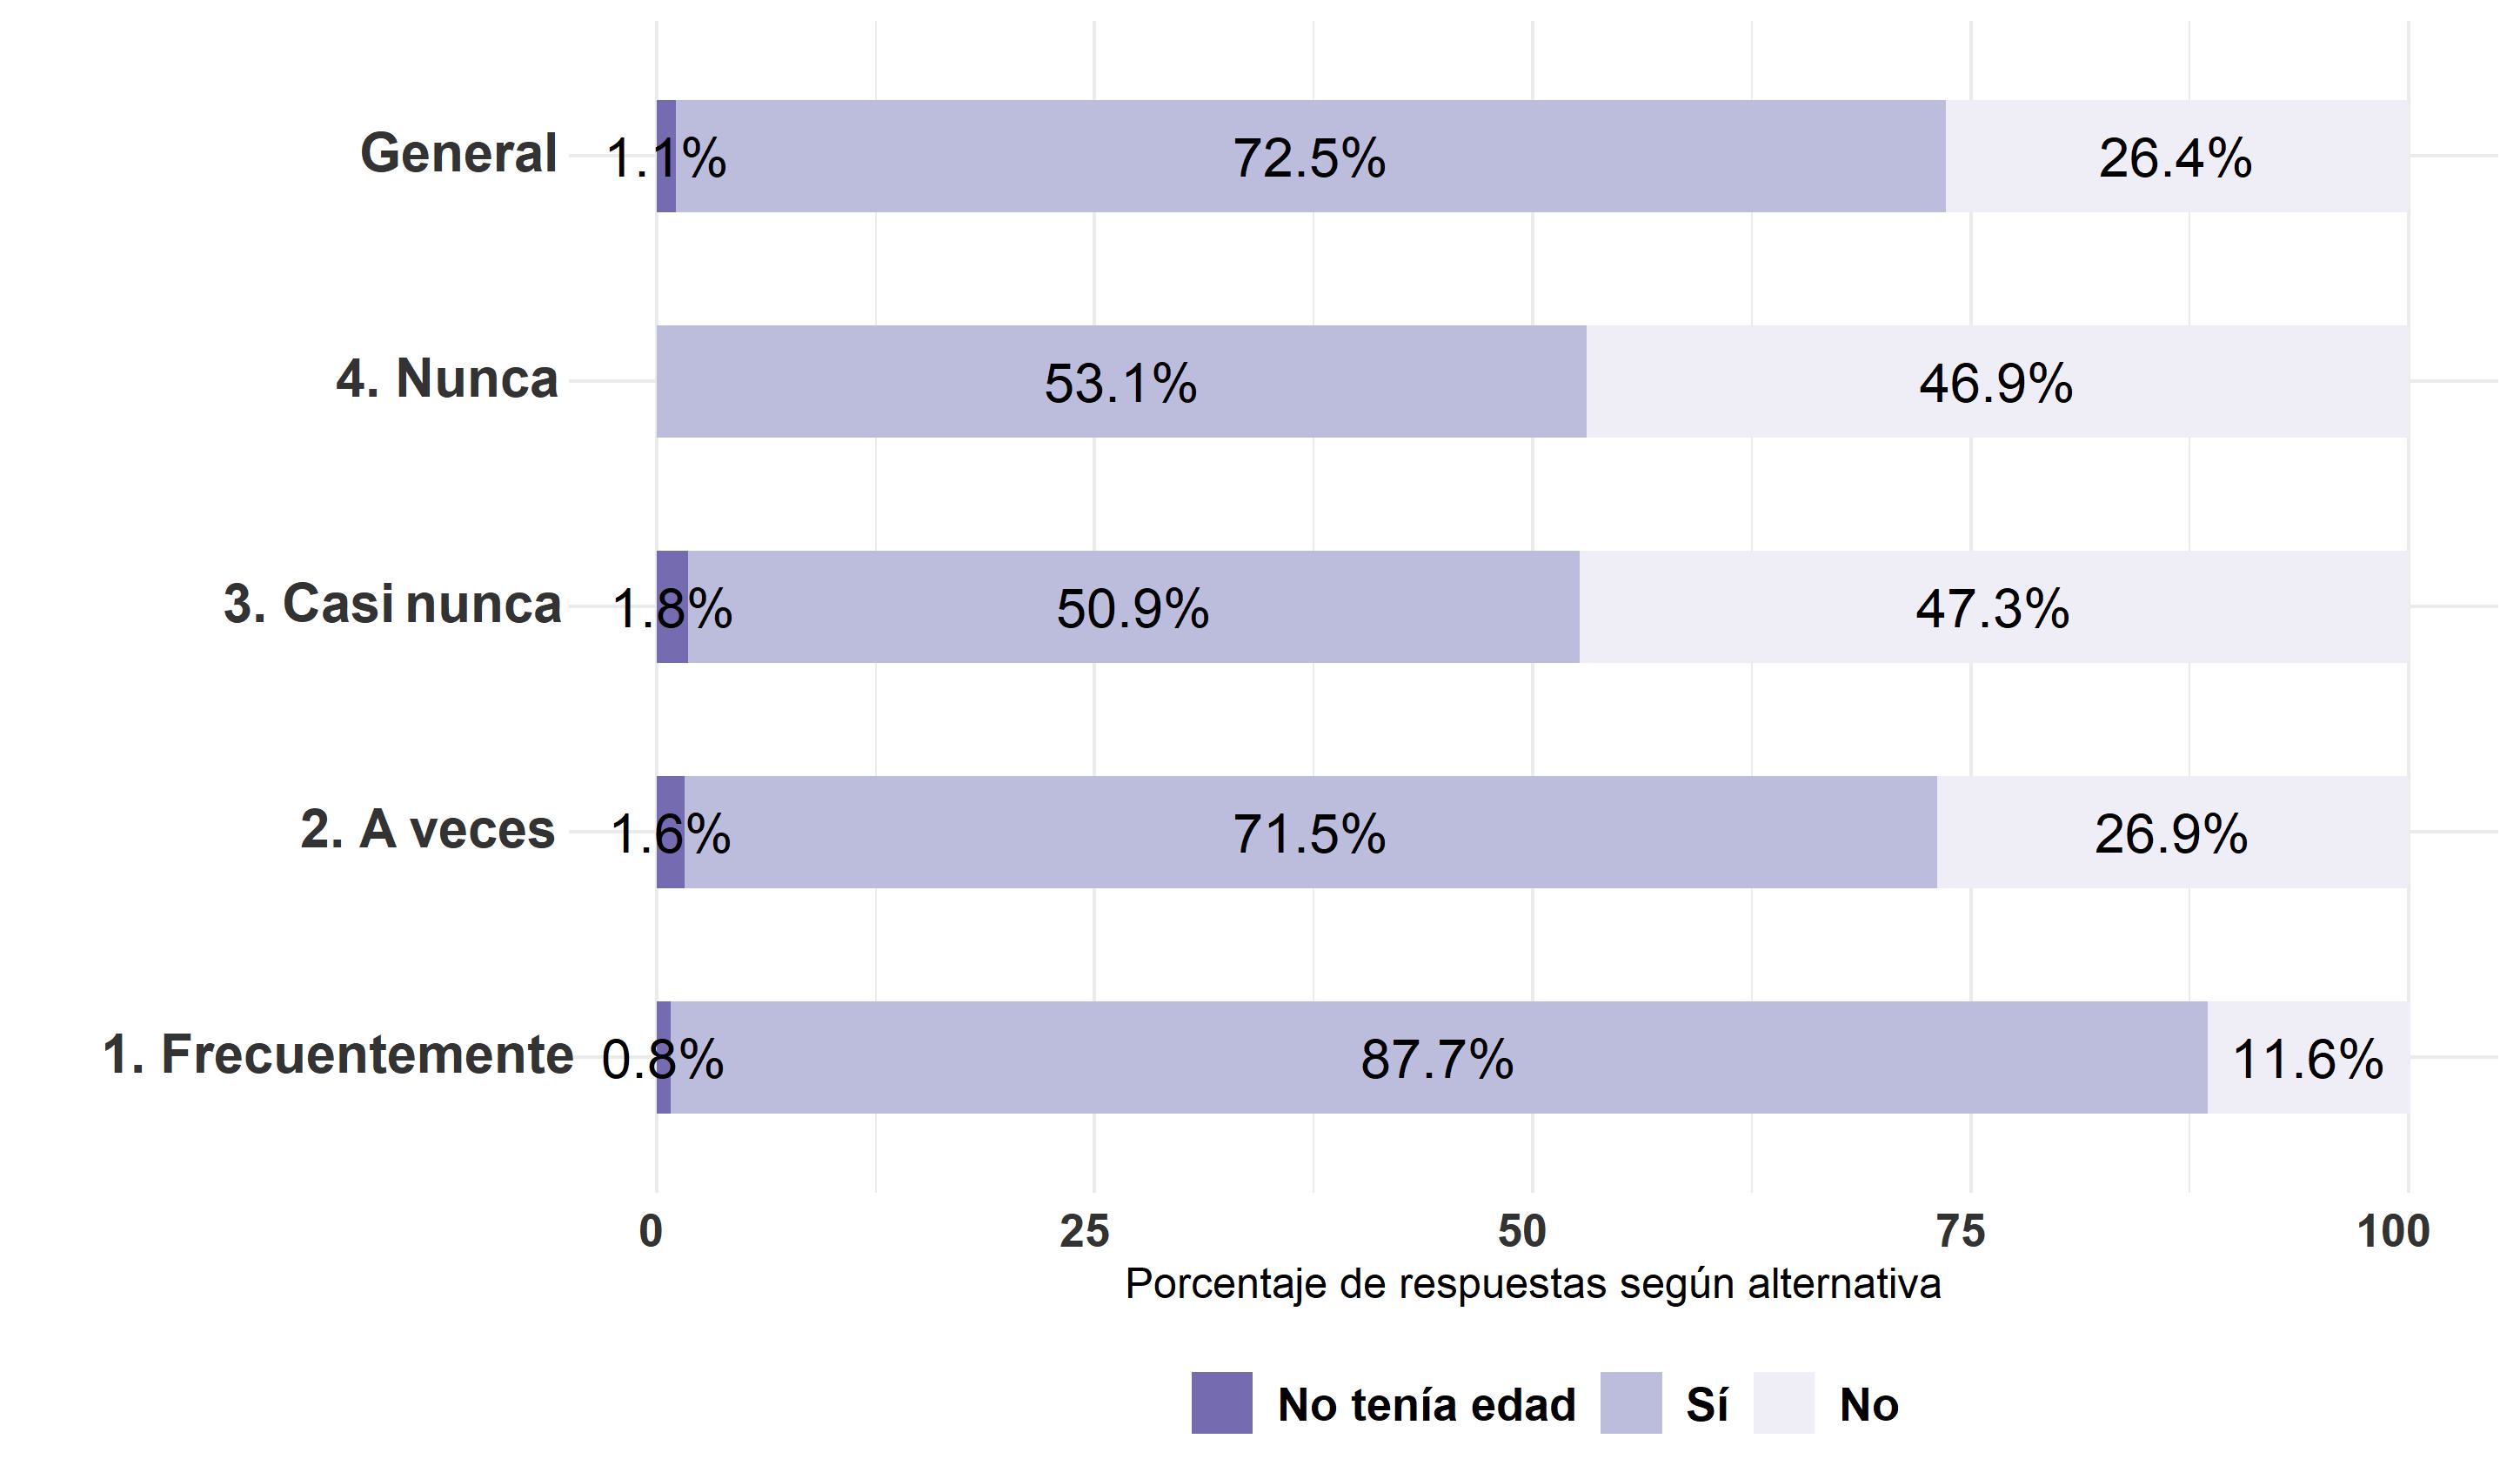 General 1.1% 72.5% 26.4%
4. Nunca 53.1% 46.9%
3. Casi nunca 1.8% 50.9% 47.3%
2. A veces 1.6% 71.5% 26.9%
1. Frecuentemente 0.8% 87.7% 11.6%
0 25 50 75 100
Porcentaje de respuestas según alternativa
No tenía edad Sí No